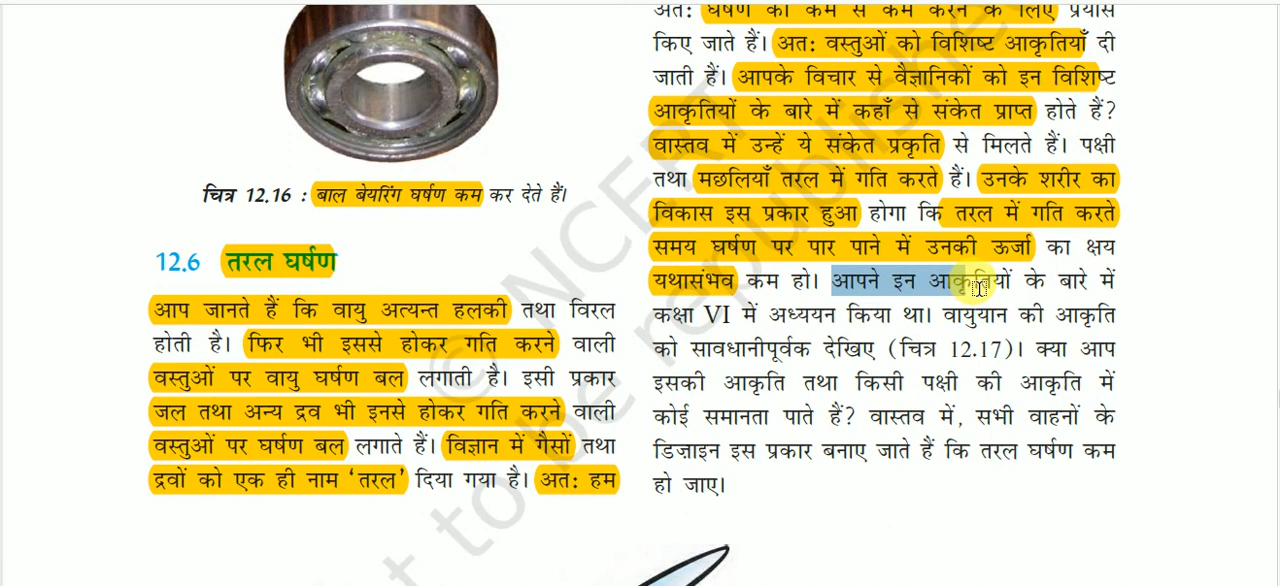 चित्र 12.16 : बाल बेयरिंग घर्षण कम कर देते हैं।
12.6 तरल घर्षण
आप जानते हैं कि वायु अत्यन्त हलकी तथा विरल
होती है। फिर भी इससे होकर गति करने वाली
वस्तुओं पर वायु घर्षण बल लगाती है। इसी प्रकार
जल तथा अन्य द्रव भी इनसे होकर गति करने वाली
वस्तुओं पर घर्षण बल लगाते हैं। विज्ञान में गैसों तथा
द्रवों को एक ही नाम ‘तरल’ दिया गया है। अत: हम
अत: घर्षण को कम से कम करने के लिए प्रयास
किए जाते हैं। अत: वस्तुओं को विशिष्ट आकृतियाँ दी
जाती हैं। आपके विचार से वैज्ञानिकों को इन विशिष्ट
आकृतियों के बारे में कहाँ से संकेत प्राप्त होते हैं?
वास्तव में उन्हें ये संकेत प्रकृति से मिलते हैं। पक्षी
तथा मछलियाँ तरल में गति करते हैं। उनके शरीर का
विकास इस प्रकार हुआ होगा कि तरल में गति करते
समय घर्षण पर पार पाने में उनकी ऊर्जा का क्षय
यथासंभव कम हो। आपने इन आकृतियों के बारे में
कक्षा VI में अध्ययन किया था। वायुयान की आकृति
को सावधानीपूर्वक देखिए (चित्र 12.17)। क्या आप
इसकी आकृति तथा किसी पक्षी की आकृति में
कोई समानता पाते हैं? वास्तव में, सभी वाहनों के
डिजाइन इस प्रकार बनाए जाते हैं कि तरल घर्षण कम
हो जाए।
© NCERT
not to be republished